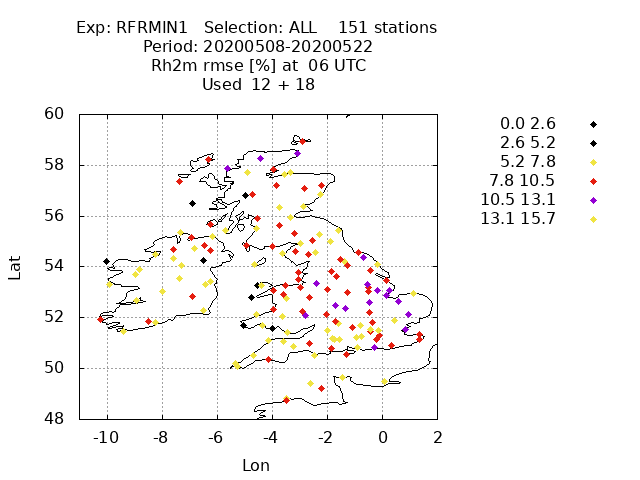 Exp: RFRMIN1 Selection: ALL 151 stations
Period: 20200508-20200522
Rh2m rmse [%] at 06 UTC
Used 12 + 18
60
58
56
54
52
50
48
Lat
-10 -8 -6 -4 -2 0 2
Lon
0.0 2.6
2.6 5.2
5.2 7.8
7.8 10.5
10.5 13.1
13.1 15.7